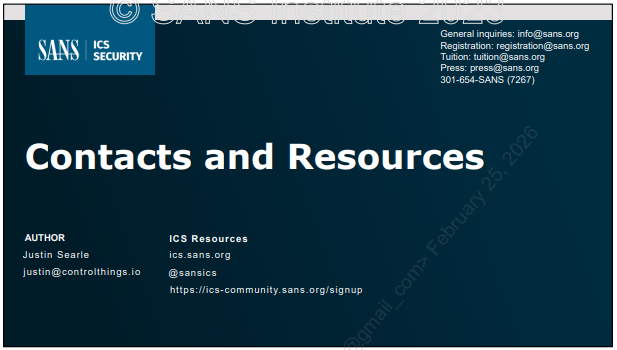 © SANS Institute 2026
SANS | ICS SECURITY
General inquiries: info@sans.org
Registration: registration@sans.org
Tuition: tuition@sans.org
Press: press@sans.org
301-654-SANS (7267)
Contacts and Resources
AUTHOR
Justin Searle
justin@controlthings.io
ICS Resources
ics.sans.org
@sansics
https://ics-community.sans.org/signup
@gmail_com> February 25, 2026